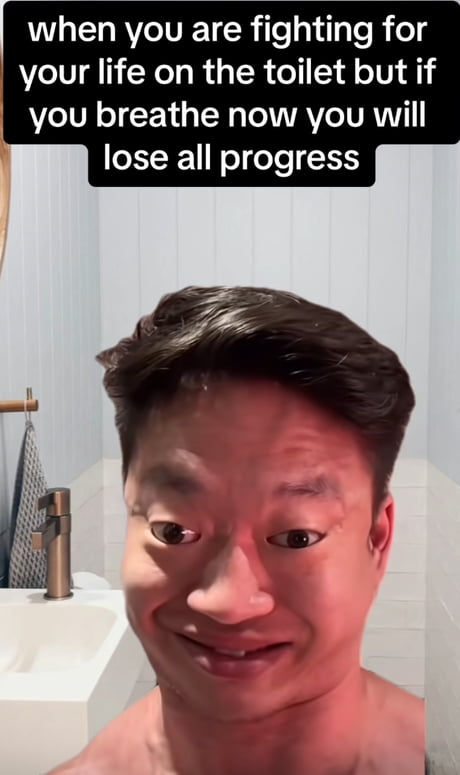 when you are fighting for
your life on the toilet but if
you breathe now you will
lose all progress